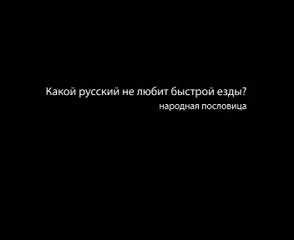 Какой русский не любит быстрой езды?
народная пословица